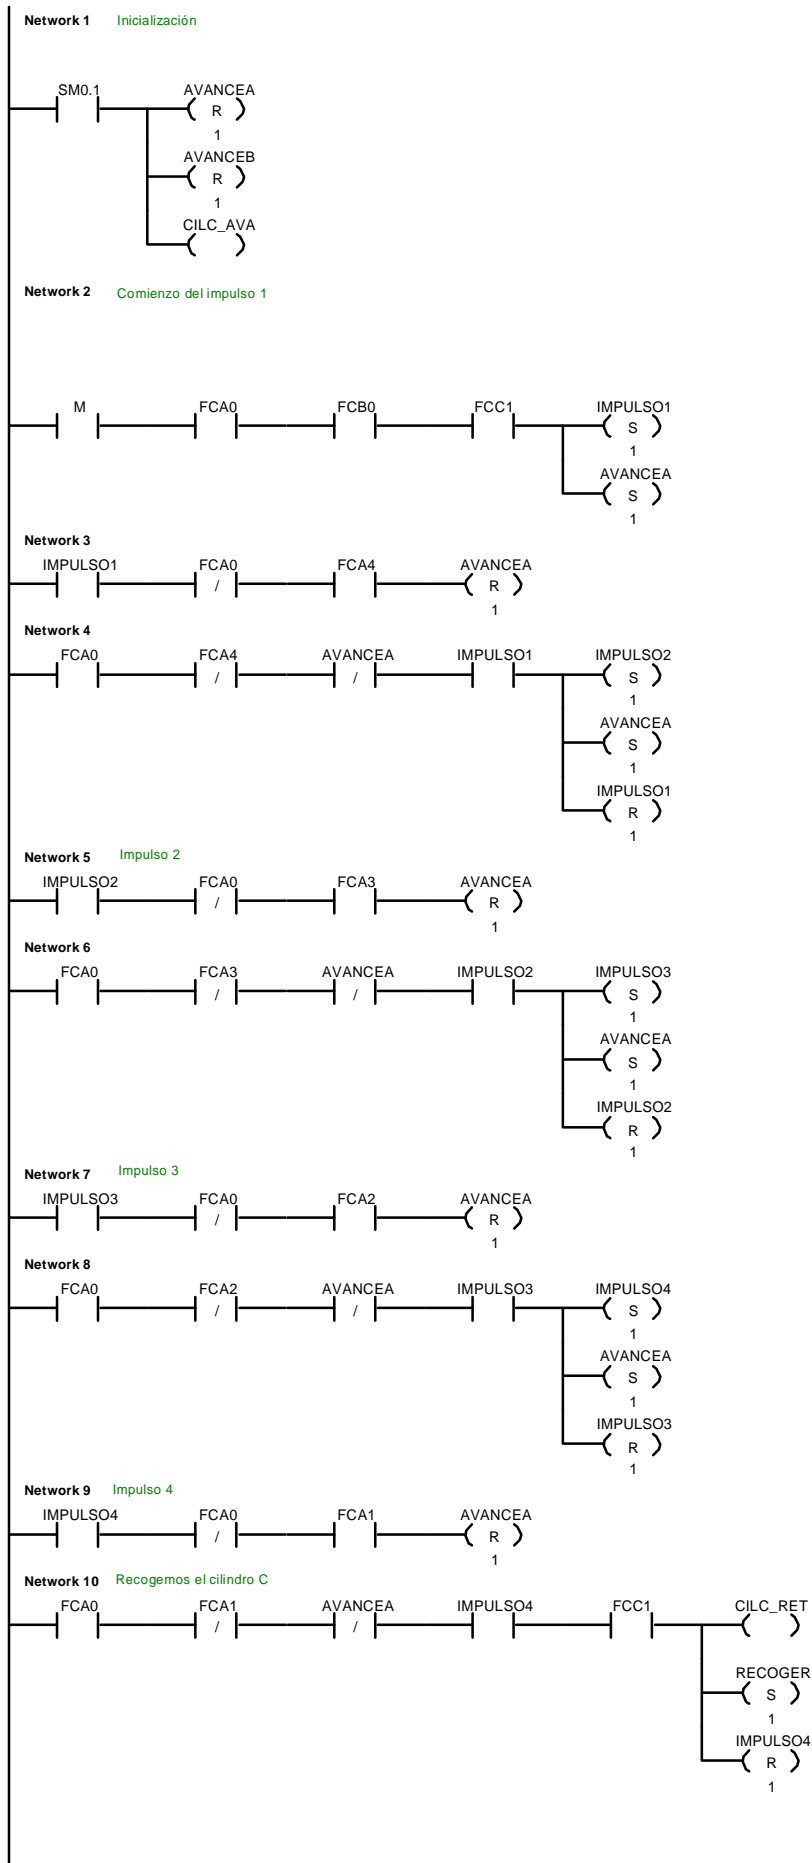 Network 1 Inicialización
SM0.1 AVANCEA
R
1
AVANCEB
R
1
CILC_AVA
Network 2 Comienzo del impulso 1
M FCA0 FCB0 FCC1 IMPULSO1
S
1
AVANCEA
S
1
Network 3
IMPULSO1 FCA0 FCA4 AVANCEA
/ R
1
Network 4
FCA0 FCA4 AVANCEA IMPULSO1 IMPULSO2
/ / S
1
AVANCEA
S
1
IMPULSO1
R
1
Network 5 Impulso 2
IMPULSO2 FCA0 FCA3 AVANCEA
/ R
1
Network 6
FCA0 FCA3 AVANCEA IMPULSO2 IMPULSO3
/ / S
1
AVANCEA
S
1
IMPULSO2
R
1
Network 7 Impulso 3
IMPULSO3 FCA0 FCA2 AVANCEA
/ R
1
Network 8
FCA0 FCA2 AVANCEA IMPULSO3 IMPULSO4
/ / S
1
AVANCEA
S
1
IMPULSO3
R
1
Network 9 Impulso 4
IMPULSO4 FCA0 FCA1 AVANCEA
/ R
1
Network 10 Recogemos el cilindro C
FCA0 FCA1 AVANCEA IMPULSO4 FCC1 CILC_RET
/ /
RECOGER
S
1
IMPULSO4
R
1